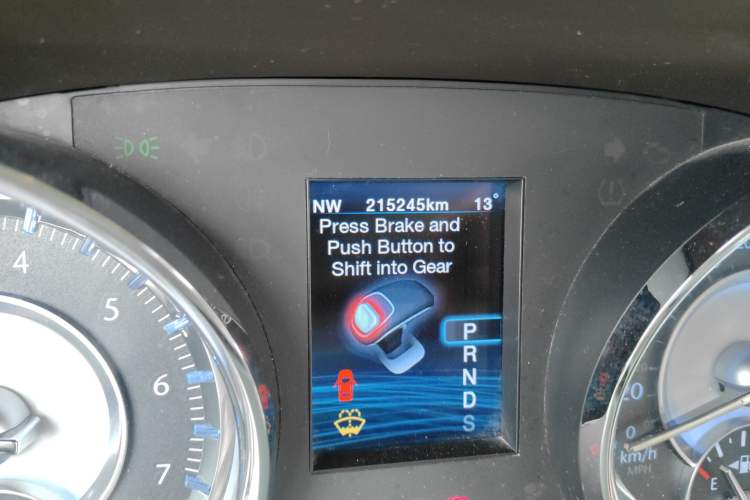 NW 215245km 13°
Press Brake and
Push Button to
Shift into Gear
P
R
N
D
S
4
5
6
7
20
0
km/h
MPH
E